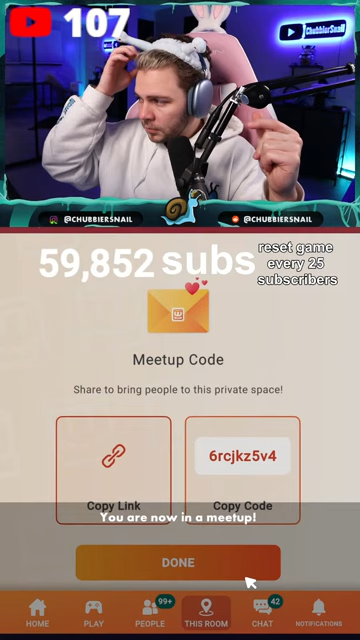 107
ChubbierSnail
@CHUBBIERSNAIL
@CHUBBIERSNAIL
59,852 subs
reset game
every 25
subscribers
Meetup Code
Share to bring people to this private space!
6rcjkz5v4
Copy Link
Copy Code
You are now in a meetup!
DONE
99+
42
HOME
PLAY
PEOPLE
THIS ROOM
CHAT
NOTIFICATIONS